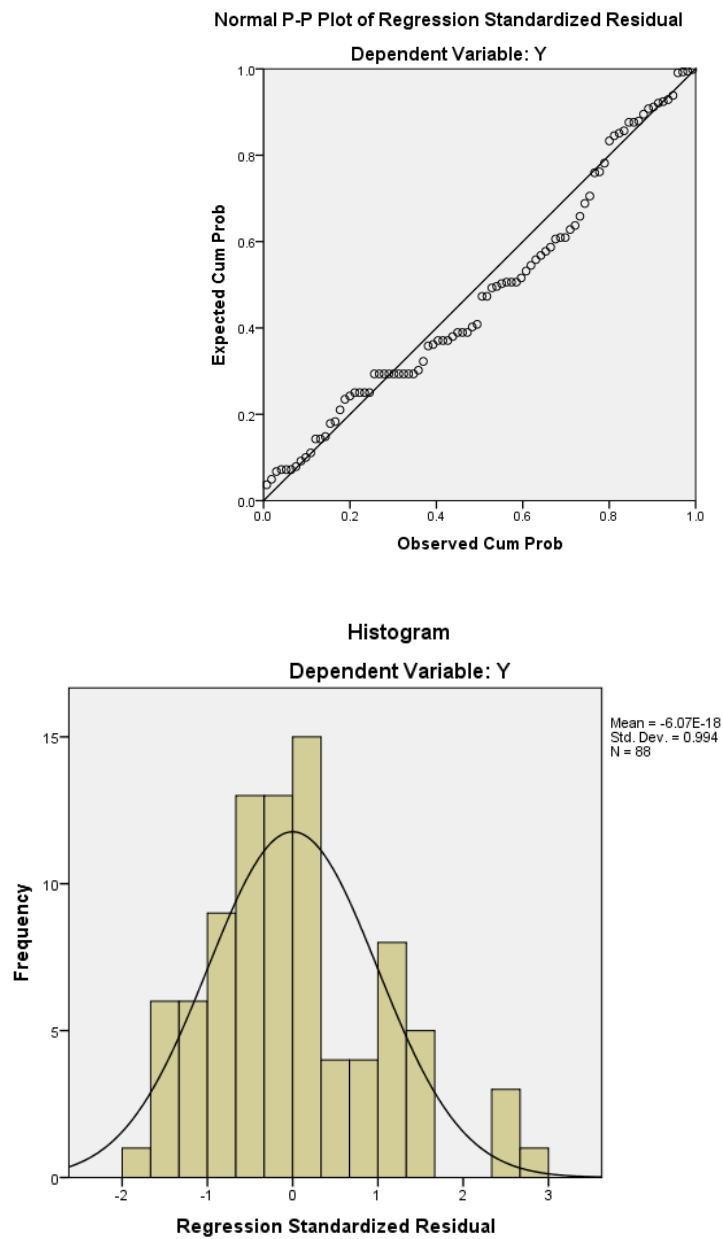 Normal P-P Plot of Regression Standardized Residual
Dependent Variable: Y
1.0
0.8
0.6
0.4
0.2
0.0
Expected Cum Prob
0.0 0.2 0.4 0.6 0.8 1.0
Observed Cum Prob
Histogram
Dependent Variable: Y
Mean = -6.07E-18
Std. Dev. = 0.994
N = 88
15
10
5
0
Frequency
-2 -1 0 1 2 3
Regression Standardized Residual